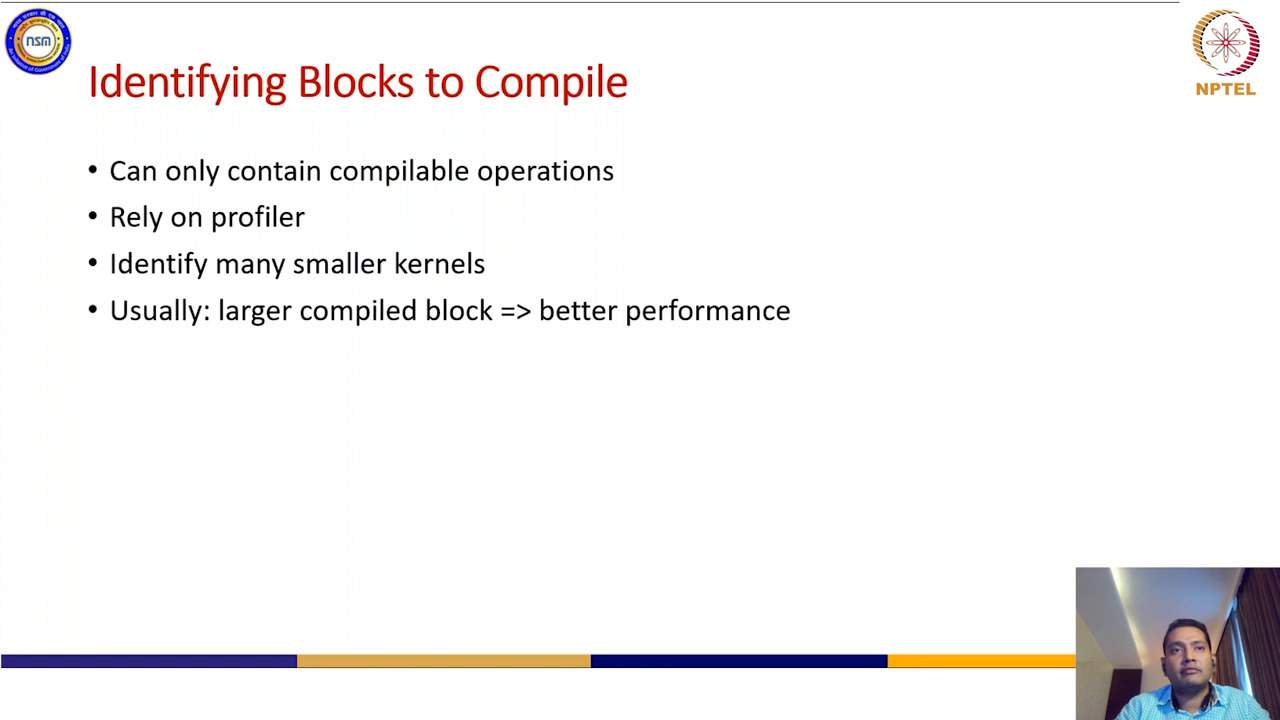 nsm
NPTEL
Identifying Blocks to Compile
• Can only contain compilable operations
• Rely on profiler
• Identify many smaller kernels
• Usually: larger compiled block => better performance